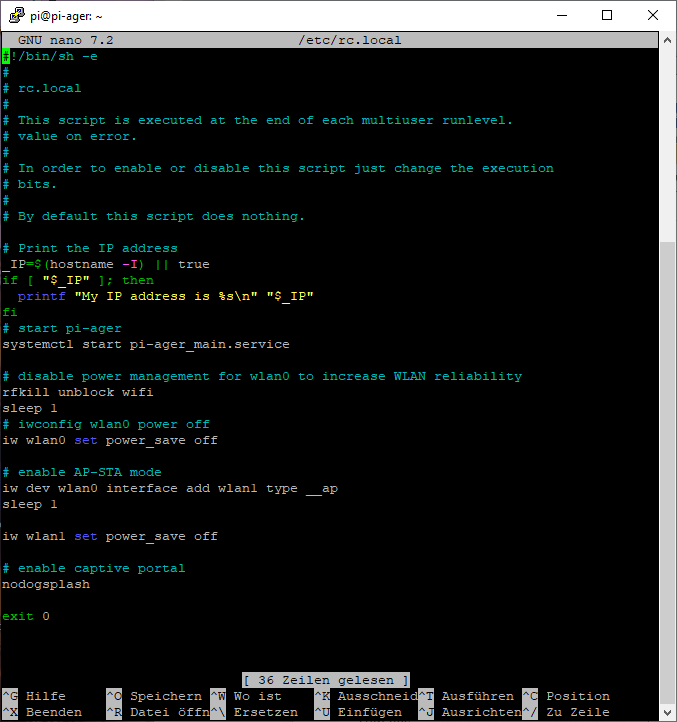 pi@pi-ager: ~
GNU nano 7.2 /etc/rc.local
#!/bin/sh -e
#
# rc.local
#
# This script is executed at the end of each multiuser runlevel.
# value on error.
#
# In order to enable or disable this script just change the execution
# bits.
#
# By default this script does nothing.

# Print the IP address
_IP=$(hostname -I) || true
if [ "$_IP" ]; then
  printf "My IP address is %s\n" "$_IP"
fi
# start pi-ager
systemctl start pi-ager_main.service

# disable power management for wlan0 to increase WLAN reliability
rfkill unblock wifi
sleep 1
# iwconfig wlan0 power off
iw wlan0 set power_save off

# enable AP-STA mode
iw dev wlan0 interface add wlan1 type __ap
sleep 1

iw wlan1 set power_save off

# enable captive portal
nodogsplash

exit 0

[ 36 Zeilen gelesen ]
^G Hilfe ^O Speichern ^W Wo ist ^K Ausschneid ^T Ausführen ^C Position
^X Beenden ^R Datei öffn ^\ Ersetzen ^U Einfügen ^J Ausrichten ^/ Zu Zeile